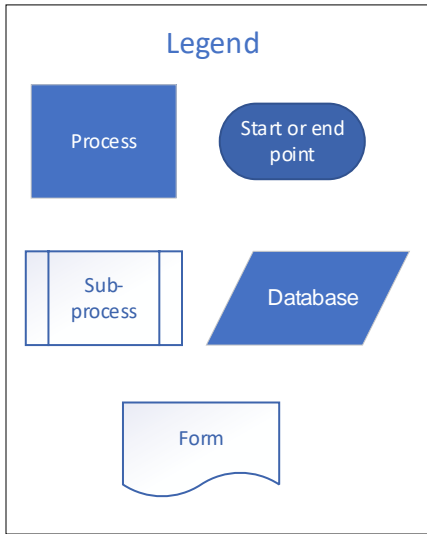 Legend
Process
Start or end
point
Sub-
process
Database
Form